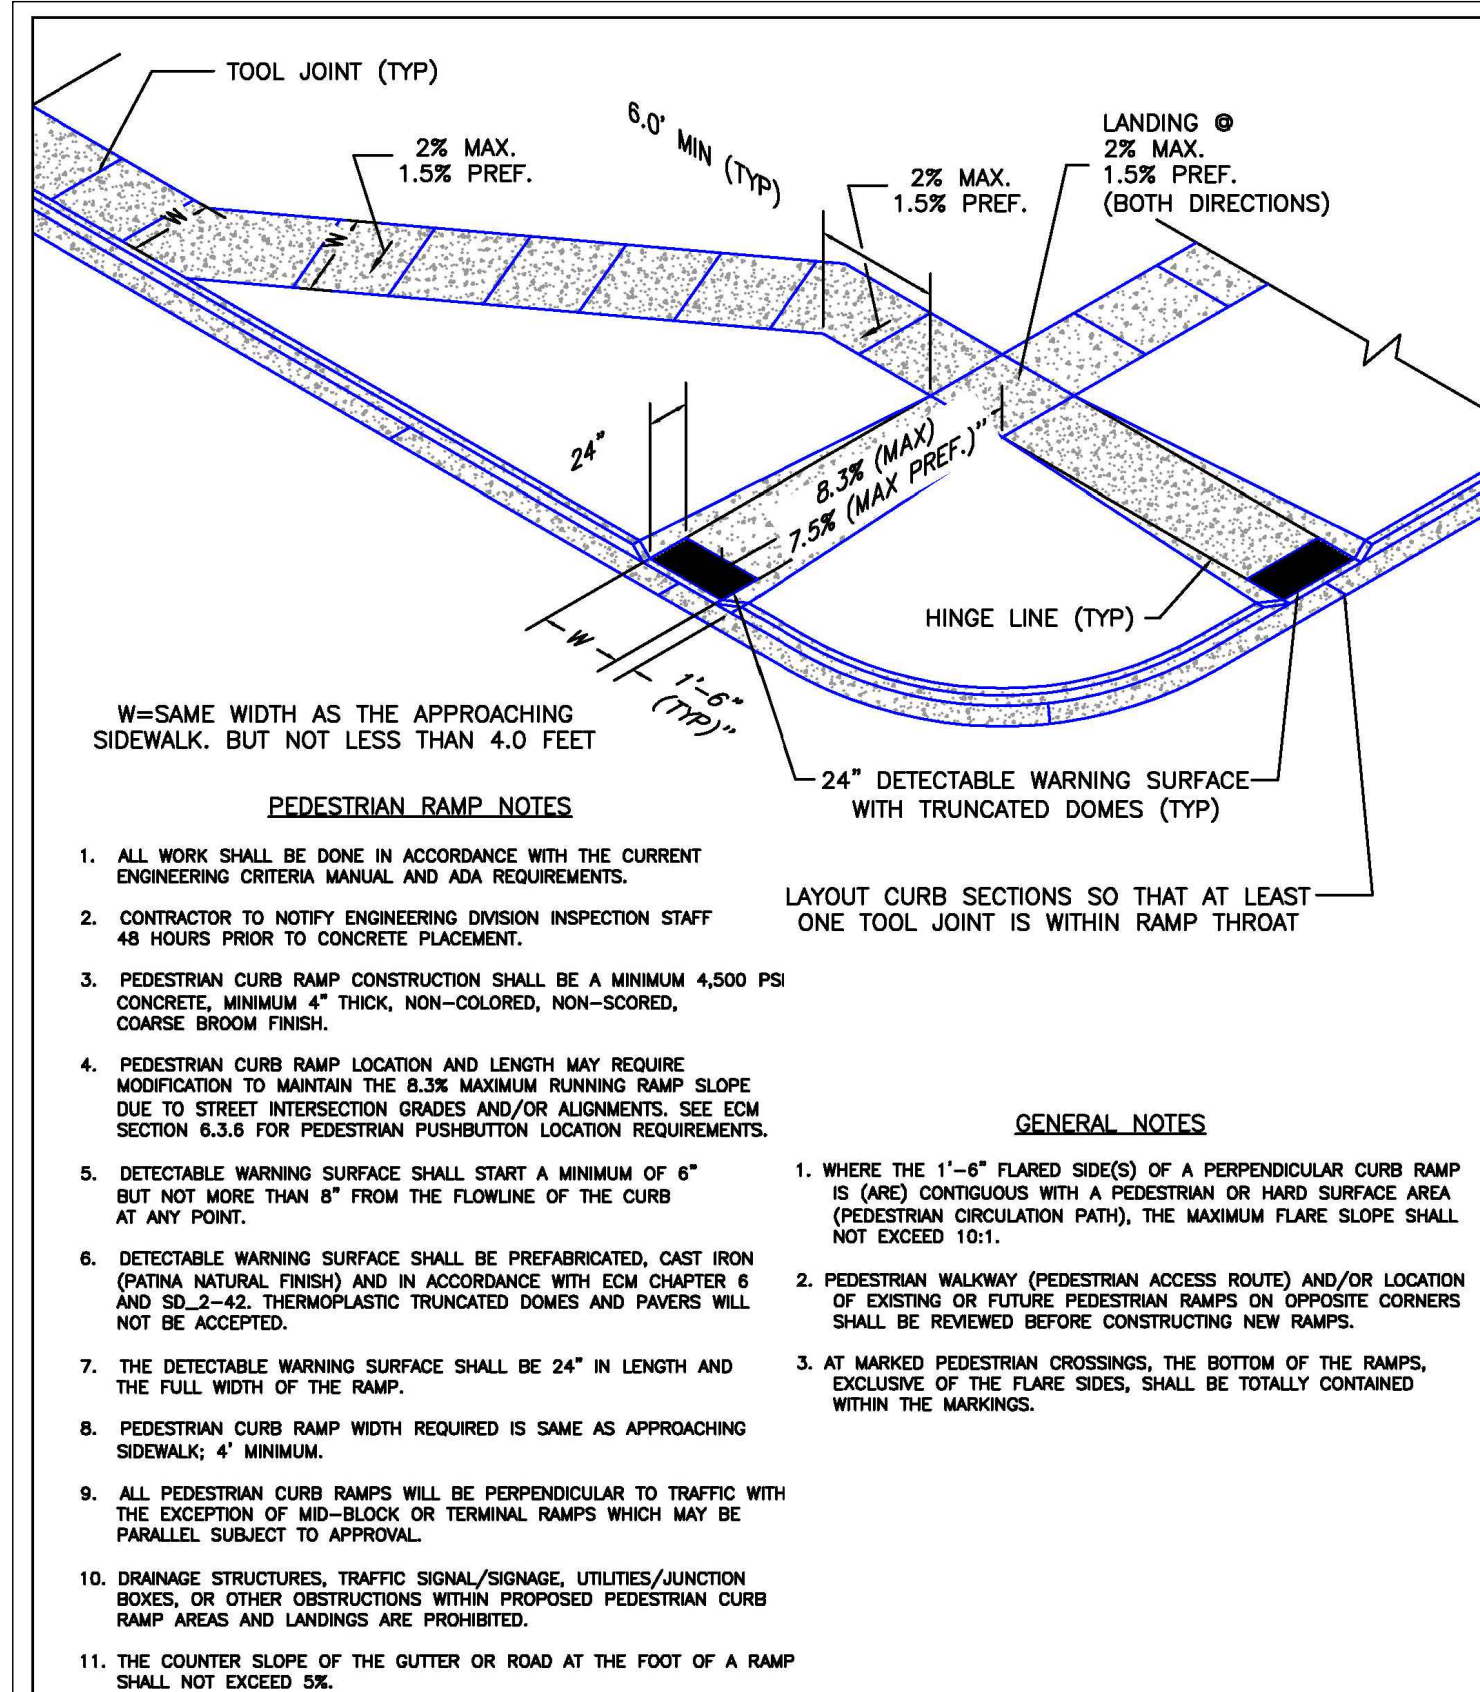 TOOL JOINT (TYP)
2% MAX.
1.5% PREF.
6.0' MIN (TYP)
2% MAX.
1.5% PREF.
LANDING @
2% MAX.
1.5% PREF.
(BOTH DIRECTIONS)
W
W
24"
8.3% (MAX)
7.5% (MAX PREF.)"
HINGE LINE (TYP)
W
1'-6"
(TYP)"
W=SAME WIDTH AS THE APPROACHING
SIDEWALK. BUT NOT LESS THAN 4.0 FEET
24" DETECTABLE WARNING SURFACE
WITH TRUNCATED DOMES (TYP)
LAYOUT CURB SECTIONS SO THAT AT LEAST
ONE TOOL JOINT IS WITHIN RAMP THROAT
PEDESTRIAN RAMP NOTES
1. ALL WORK SHALL BE DONE IN ACCORDANCE WITH THE CURRENT
ENGINEERING CRITERIA MANUAL AND ADA REQUIREMENTS.
2. CONTRACTOR TO NOTIFY ENGINEERING DIVISION INSPECTION STAFF
48 HOURS PRIOR TO CONCRETE PLACEMENT.
3. PEDESTRIAN CURB RAMP CONSTRUCTION SHALL BE A MINIMUM 4,500 PSI
CONCRETE, MINIMUM 4" THICK, NON-COLORED, NON-SCORED,
COARSE BROOM FINISH.
4. PEDESTRIAN CURB RAMP LOCATION AND LENGTH MAY REQUIRE
MODIFICATION TO MAINTAIN THE 8.3% MAXIMUM RUNNING RAMP SLOPE
DUE TO STREET INTERSECTION GRADES AND/OR ALIGNMENTS. SEE ECM
SECTION 6.3.6 FOR PEDESTRIAN PUSHBUTTON LOCATION REQUIREMENTS.
5. DETECTABLE WARNING SURFACE SHALL START A MINIMUM OF 6"
BUT NOT MORE THAN 8" FROM THE FLOWLINE OF THE CURB
AT ANY POINT.
6. DETECTABLE WARNING SURFACE SHALL BE PREFABRICATED, CAST IRON
(PATINA NATURAL FINISH) AND IN ACCORDANCE WITH ECM CHAPTER 6
AND SD_2-42. THERMOPLASTIC TRUNCATED DOMES AND PAVERS WILL
NOT BE ACCEPTED.
7. THE DETECTABLE WARNING SURFACE SHALL BE 24" IN LENGTH AND
THE FULL WIDTH OF THE RAMP.
8. PEDESTRIAN CURB RAMP WIDTH REQUIRED IS SAME AS APPROACHING
SIDEWALK; 4' MINIMUM.
9. ALL PEDESTRIAN CURB RAMPS WILL BE PERPENDICULAR TO TRAFFIC WITH
THE EXCEPTION OF MID-BLOCK OR TERMINAL RAMPS WHICH MAY BE
PARALLEL SUBJECT TO APPROVAL.
10. DRAINAGE STRUCTURES, TRAFFIC SIGNAL/SIGNAGE, UTILITIES/JUNCTION
BOXES, OR OTHER OBSTRUCTIONS WITHIN PROPOSED PEDESTRIAN CURB
RAMP AREAS AND LANDINGS ARE PROHIBITED.
11. THE COUNTER SLOPE OF THE GUTTER OR ROAD AT THE FOOT OF A RAMP
SHALL NOT EXCEED 5%.
GENERAL NOTES
1. WHERE THE 1'-6" FLARED SIDE(S) OF A PERPENDICULAR CURB RAMP
IS (ARE) CONTIGUOUS WITH A PEDESTRIAN OR HARD SURFACE AREA
(PEDESTRIAN CIRCULATION PATH), THE MAXIMUM FLARE SLOPE SHALL
NOT EXCEED 10:1.
2. PEDESTRIAN WALKWAY (PEDESTRIAN ACCESS ROUTE) AND/OR LOCATION
OF EXISTING OR FUTURE PEDESTRIAN RAMPS ON OPPOSITE CORNERS
SHALL BE REVIEWED BEFORE CONSTRUCTING NEW RAMPS.
3. AT MARKED PEDESTRIAN CROSSINGS, THE BOTTOM OF THE RAMPS,
EXCLUSIVE OF THE FLARE SIDES, SHALL BE TOTALLY CONTAINED
WITHIN THE MARKINGS.